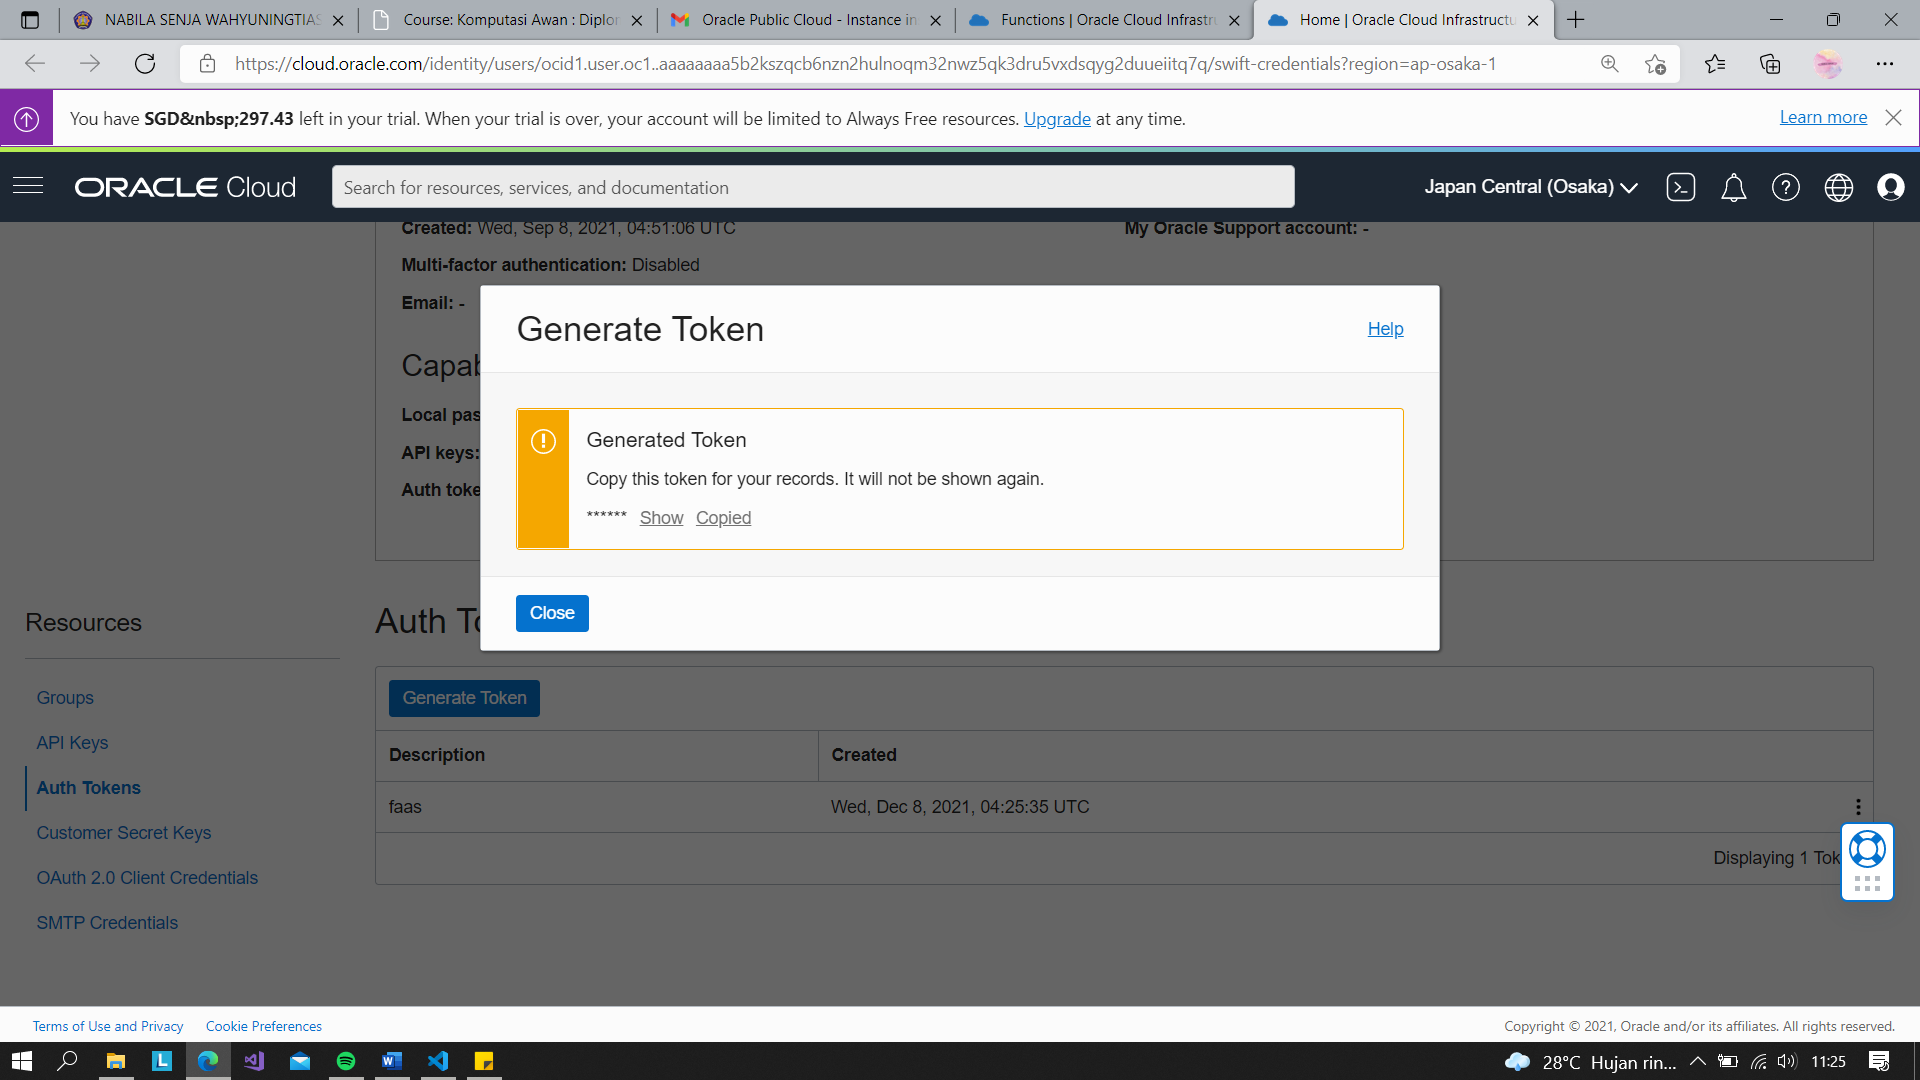 NABILA SENJA WAHYUNINGTIAS
Course: Komputasi Awan : Diplor
Oracle Public Cloud - Instance in
Functions | Oracle Cloud Infrastru
Home | Oracle Cloud Infrastructu
https://cloud.oracle.com/identity/users/ocid1.user.oc1..aaaaaaaa5b2kszqcb6nzn2hulnoqm32nwz5qk3dru5vxdsqyg2duueiitq7q/swift-credentials?region=ap-osaka-1
You have SGD&nbsp;297.43 left in your trial. When your trial is over, your account will be limited to Always Free resources. Upgrade at any time.
Learn more
ORACLE Cloud
Search for resources, services, and documentation
Japan Central (Osaka)
Created: Wed, Sep 8, 2021, 04:51:06 UTC
My Oracle Support account: -
Multi-factor authentication: Disabled
Email: -
Capab
Local pas
API keys:
Auth toke
Generate Token
Help
Generated Token
Copy this token for your records. It will not be shown again.
****** Show Copied
Close
Resources
Groups
API Keys
Auth Tokens
Customer Secret Keys
OAuth 2.0 Client Credentials
SMTP Credentials
Auth To
Generate Token
Description Created
faas Wed, Dec 8, 2021, 04:25:35 UTC
Displaying 1 Tok
Terms of Use and Privacy Cookie Preferences
Copyright © 2021, Oracle and/or its affiliates. All rights reserved.
28°C Hujan rin... 11:25